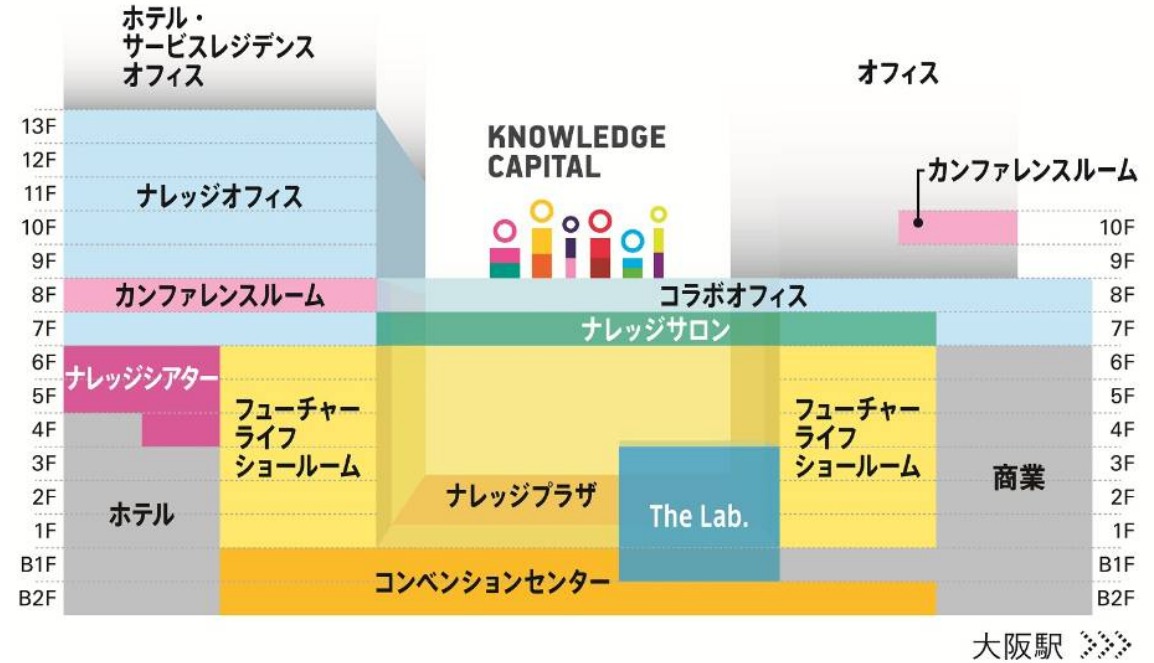 ホテル・
サービスレジデンス
オフィス
オフィス
KNOWLEDGE
CAPITAL
カンファレンスルーム
13F
12F
11F
10F
9F
8F
7F
6F
5F
4F
3F
2F
1F
B1F
B2F
ナレッジオフィス
カンファレンスルーム
コラボオフィス
ナレッジサロン
ナレッジシアター
フューチャー
ライフ
ショールーム
ホテル
ナレッジプラザ
The Lab.
フューチャー
ライフ
ショールーム
商業
コンベンションセンター
10F
9F
8F
7F
6F
5F
4F
3F
2F
1F
B1F
B2F
大阪駅